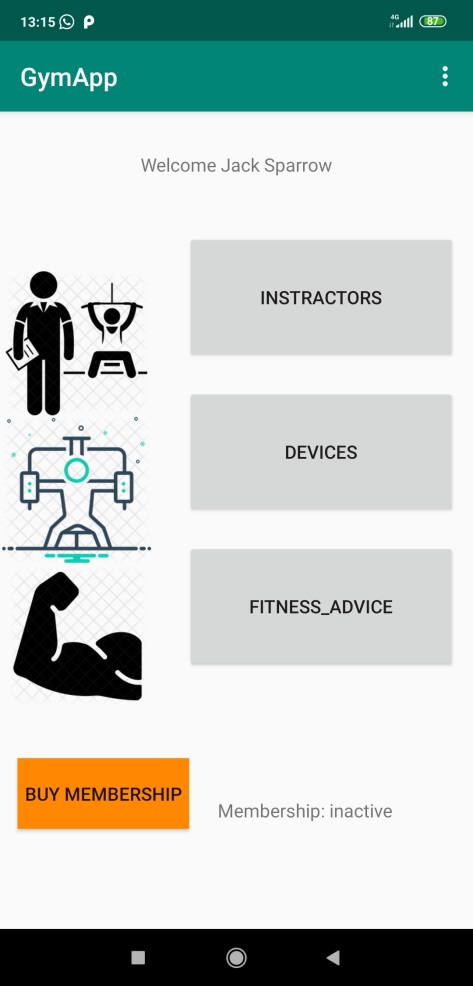 13:15
4G
87
GymApp
Welcome Jack Sparrow
INSTRACTORS
DEVICES
FITNESS_ADVICE
BUY MEMBERSHIP
Membership: inactive